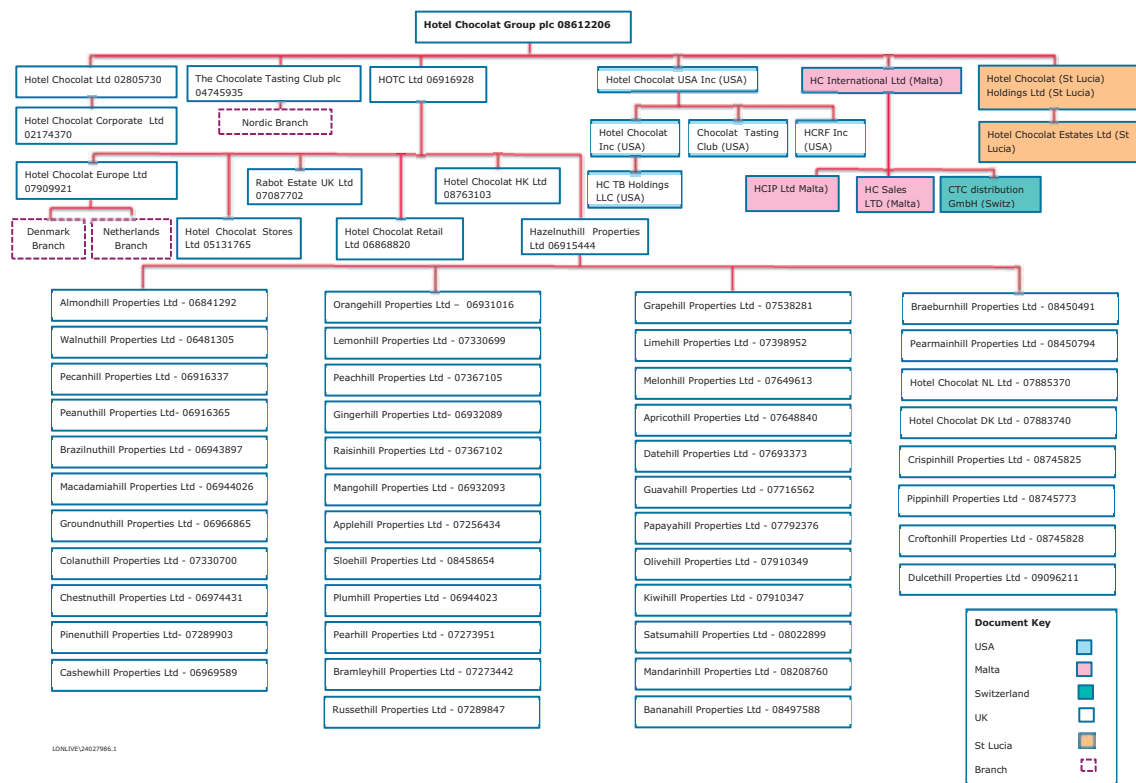 Hotel Chocolat Group plc 08612206
Hotel Chocolat Ltd 02805730
The Chocolate Tasting Club plc
04745935
HOTC Ltd 06916928
Hotel Chocolat USA Inc (USA)
HC International Ltd (Malta)
Hotel Chocolat (St Lucia)
Holdings Ltd (St Lucia)
Hotel Chocolat Corporate Ltd
02174370
Nordic Branch
Hotel Chocolat
Inc (USA)
Chocolat Tasting
Club (USA)
HCRF Inc
(USA)
Hotel Chocolat Estates Ltd (St
Lucia)
Hotel Chocolat Europe Ltd
07909921
Rabot Estate UK Ltd
07087702
Hotel Chocolat HK Ltd
08763103
HC TB Holdings
LLC (USA)
HCIP Ltd Malta)
HC Sales
LTD (Malta)
CTC distribution
GmbH (Switz)
Denmark
Branch
Netherlands
Branch
Hotel Chocolat Stores
Ltd 05131765
Hotel Chocolat Retail
Ltd 06868820
Hazelnuthill Properties
Ltd 06915444
Almondhill Properties Ltd - 06841292
Walnuthill Properties Ltd - 06481305
Pecanhill Properties Ltd - 06916337
Peanuthill Properties Ltd- 06916365
Brazilnuthill Properties Ltd - 06943897
Macadamiahill Properties Ltd - 06944026
Groundnuthill Properties Ltd - 06966865
Colanuthill Properties Ltd - 07330700
Chestnuthill Properties Ltd - 06974431
Pinenuthill Properties Ltd- 07289903
Cashewhill Properties Ltd - 06969589
Orangehill Properties Ltd – 06931016
Lemonhill Properties Ltd - 07330699
Peachhill Properties Ltd - 07367105
Gingerhill Properties Ltd - 06932089
Raisinhill Properties Ltd - 07367102
Mangohill Properties Ltd - 06932093
Applehill Properties Ltd - 07256434
Sloehill Properties Ltd - 08458654
Plumhill Properties Ltd - 06944023
Pearhill Properties Ltd - 07273951
Bramleyhill Properties Ltd - 07273442
Russethill Properties Ltd - 07289847
Grapehill Properties Ltd - 07538281
Limehill Properties Ltd - 07398952
Melonhill Properties Ltd - 07649613
Apricothill Properties Ltd - 07648840
Datehill Properties Ltd - 07693373
Guavahill Properties Ltd - 07716562
Papayahill Properties Ltd - 07792376
Olivehill Properties Ltd - 07910349
Kiwihill Properties Ltd - 07910347
Satsumahill Properties Ltd - 08022899
Mandarinhill Properties Ltd - 08208760
Bananahill Properties Ltd - 08497588
Braeburnhill Properties Ltd - 08450491
Pearmainhill Properties Ltd - 08450794
Hotel Chocolat NL Ltd - 07885370
Hotel Chocolat DK Ltd - 07883740
Crispinhill Properties Ltd - 08745825
Pippinhill Properties Ltd - 08745773
Croftonhill Properties Ltd - 08745828
Dulcethill Properties Ltd - 09096211
Document Key
USA
Malta
Switzerland
UK
St Lucia
Branch
LONLIVE\24027986.1